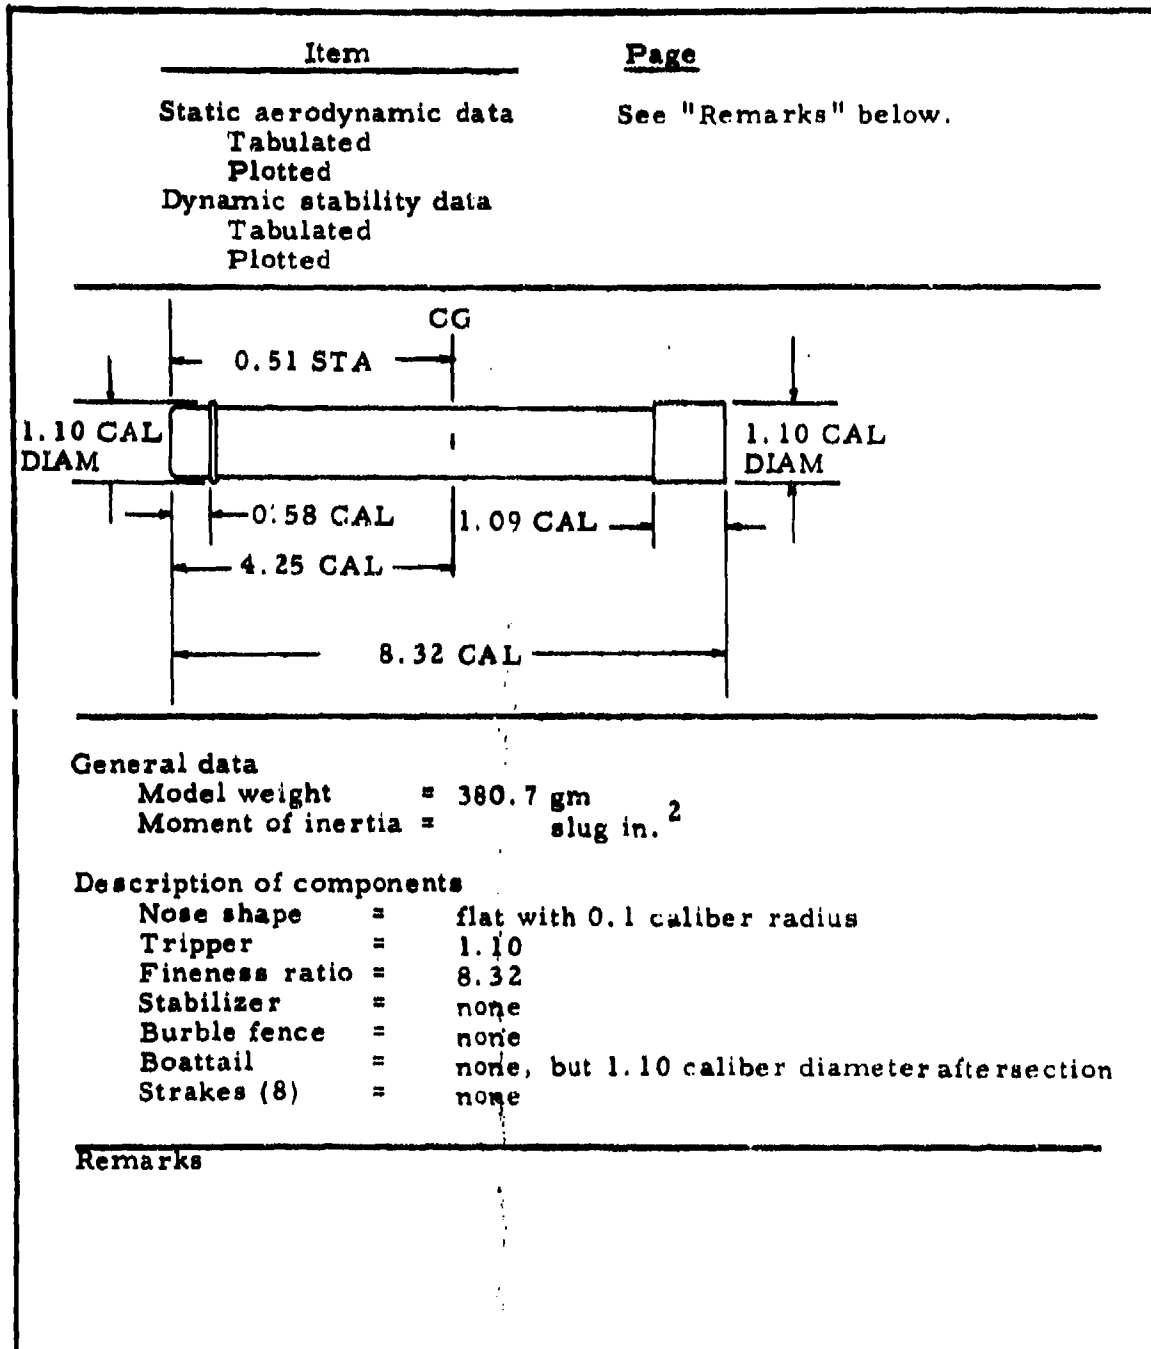 Item Page
Static aerodynamic data See "Remarks" below.
Tabulated
Plotted
Dynamic stability data
Tabulated
Plotted
CG
0.51 STA
1.10 CAL
DIAM
1.10 CAL
DIAM
0.58 CAL
1.09 CAL
4.25 CAL
8.32 CAL
General data
Model weight = 380.7 gm
Moment of inertia = slug in. 2
Description of components
Nose shape = flat with 0.1 caliber radius
Tripper = 1.10
Fineness ratio = 8.32
Stabilizer = none
Burble fence = none
Boattail = none, but 1.10 caliber diameter aftersection
Strakes (8) = none
Remarks